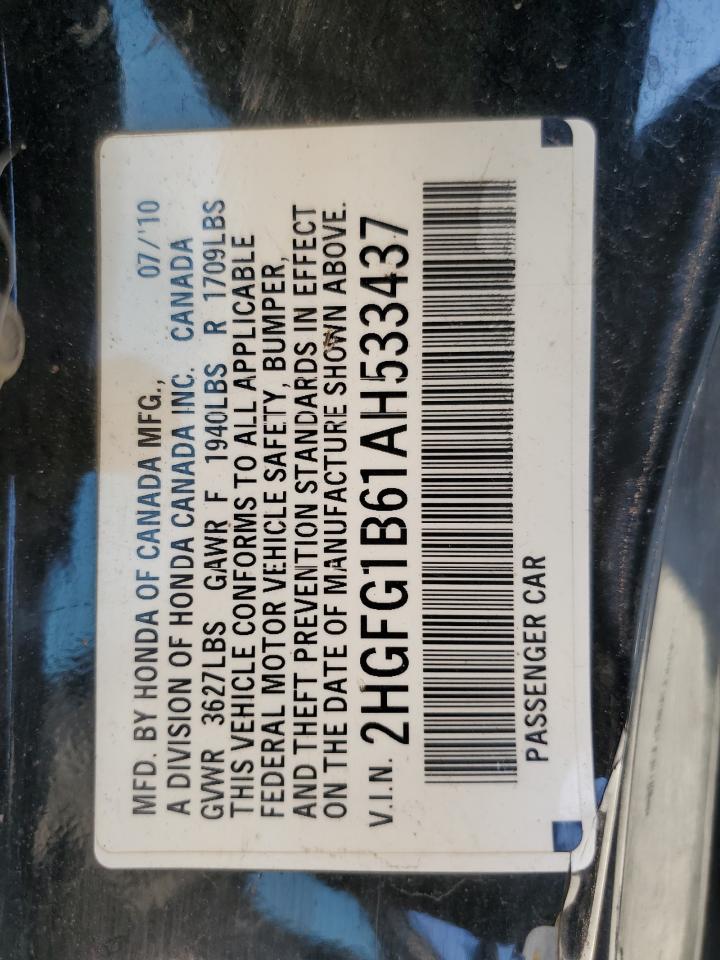 MFD. BY HONDA OF CANADA MFG., 07/'10
A DIVISION OF HONDA CANADA INC. CANADA
GVWR 3627LBS GAWR F 1940LBS R 1709LBS
THIS VEHICLE CONFORMS TO ALL APPLICABLE
FEDERAL MOTOR VEHICLE SAFETY, BUMPER,
AND THEFT PREVENTION STANDARDS IN EFFECT
ON THE DATE OF MANUFACTURE SHOWN ABOVE.
V.I.N. 2HGFG1B61AH533437
PASSENGER CAR